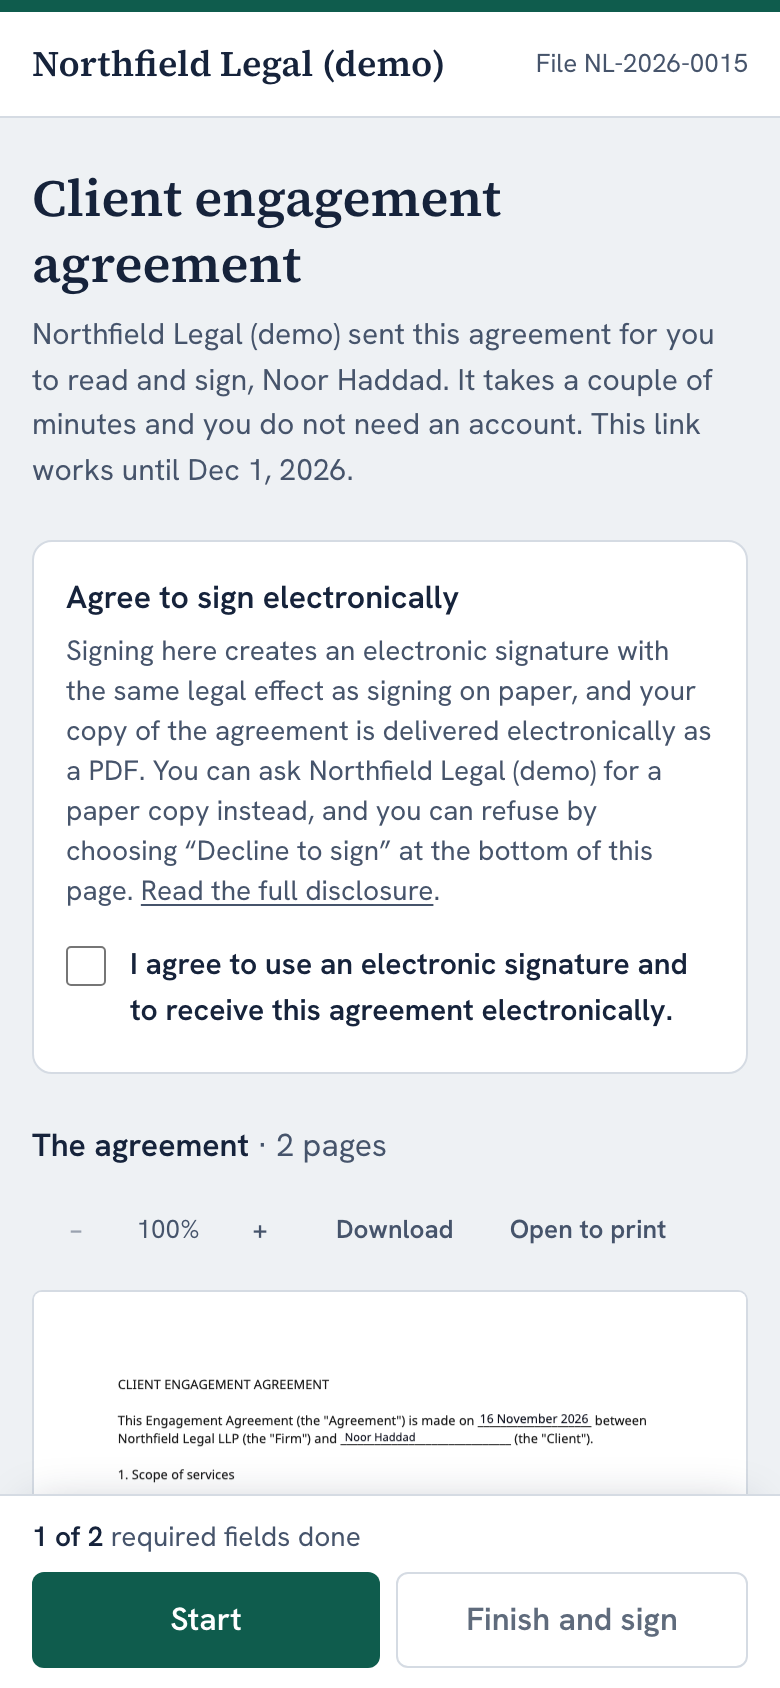 Northfield Legal (demo)
File NL-2026-0015
Client engagement
agreement
Northfield Legal (demo) sent this agreement for you
to read and sign, Noor Haddad. It takes a couple of
minutes and you do not need an account. This link
works until Dec 1, 2026.
Agree to sign electronically
Signing here creates an electronic signature with
the same legal effect as signing on paper, and your
copy of the agreement is delivered electronically as
a PDF. You can ask Northfield Legal (demo) for a
paper copy instead, and you can refuse by
choosing “Decline to sign” at the bottom of this
page. Read the full disclosure.
I agree to use an electronic signature and
to receive this agreement electronically.
The agreement · 2 pages
− 100% + Download Open to print
CLIENT ENGAGEMENT AGREEMENT
This Engagement Agreement (the "Agreement") is made on 16 November 2026 between
Northfield Legal LLP (the "Firm") and Noor Haddad (the "Client").
1. Scope of services
1 of 2 required fields done
Start
Finish and sign